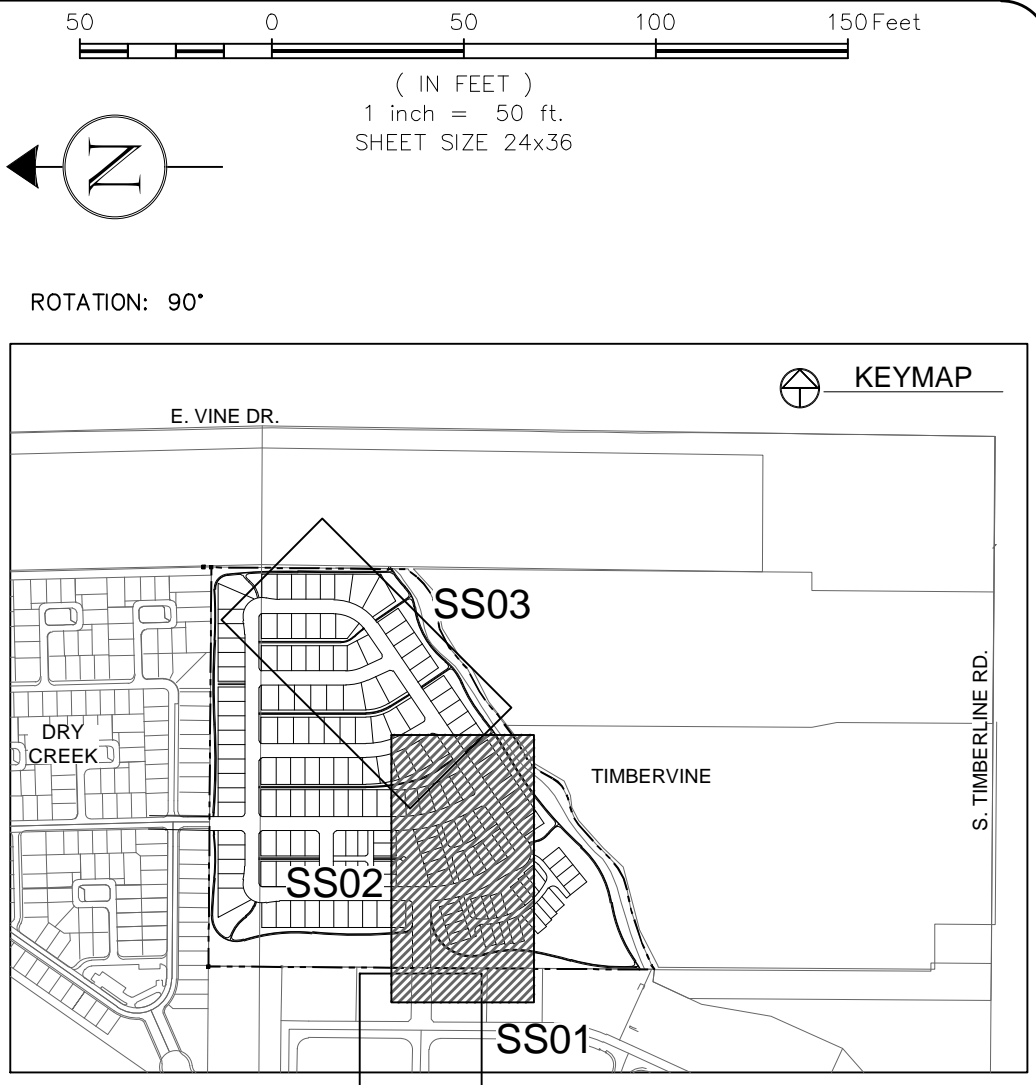 50 0 50 100 150 Feet
( IN FEET )
1 inch = 50 ft.
SHEET SIZE 24x36
N
ROTATION: 90°
KEYMAP
E. VINE DR.
SS03
DRY
CREEK
TIMBERVINE
S. TIMBERLINE RD.
SS02
SS01